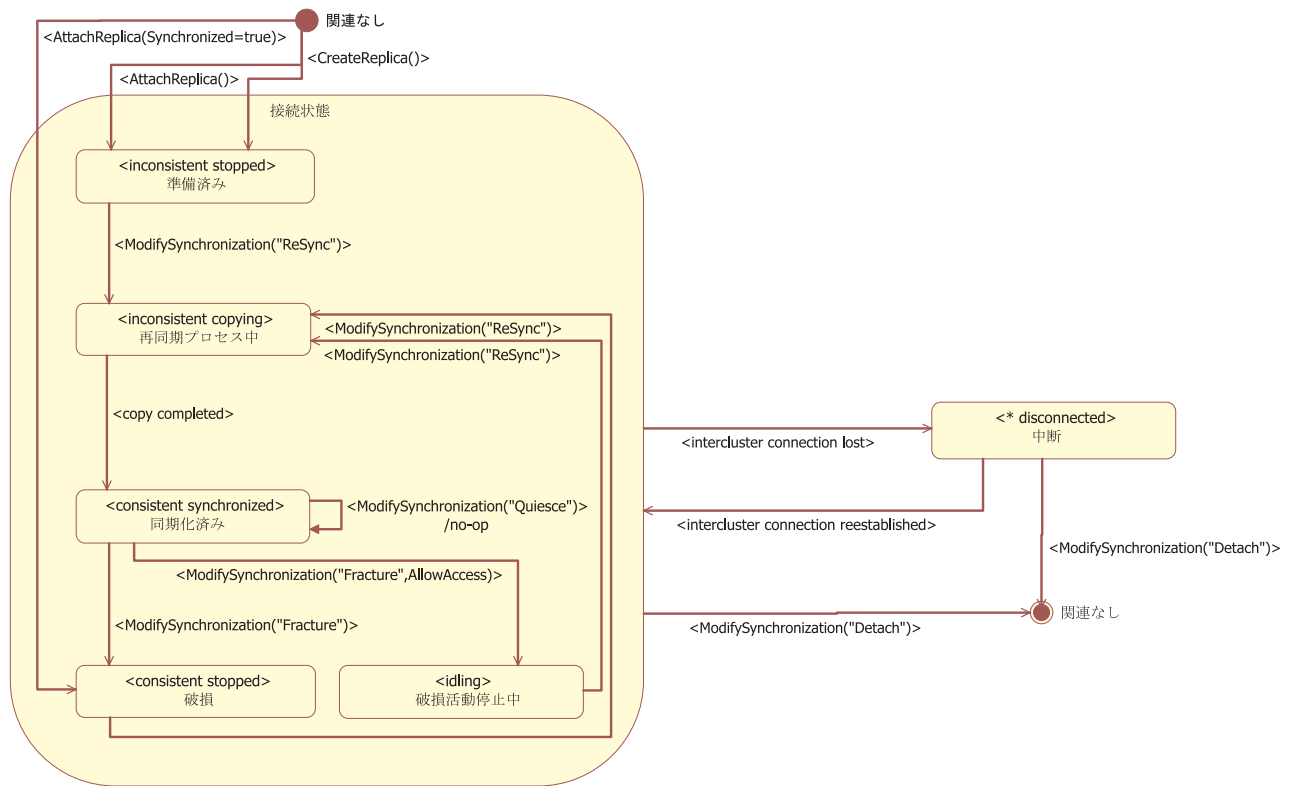 関連なし
<AttachReplica(Synchronized=true)>
<CreateReplica()>
<AttachReplica()>
接続状態
<inconsistent stopped>
準備済み
<ModifySynchronization("ReSync")>
<inconsistent copying>
再同期プロセス中
<ModifySynchronization("ReSync")>
<ModifySynchronization("ReSync")>
<copy completed>
<* disconnected>
中断
<intercluster connection lost>
<consistent synchronized>
同期化済み
<ModifySynchronization("Quiesce")>
/no-op
<intercluster connection reestablished>
<ModifySynchronization("Detach")>
<ModifySynchronization("Fracture",AllowAccess)>
関連なし
<ModifySynchronization("Fracture")>
<ModifySynchronization("Detach")>
<consistent stopped>
破損
<idling>
破損活動停止中